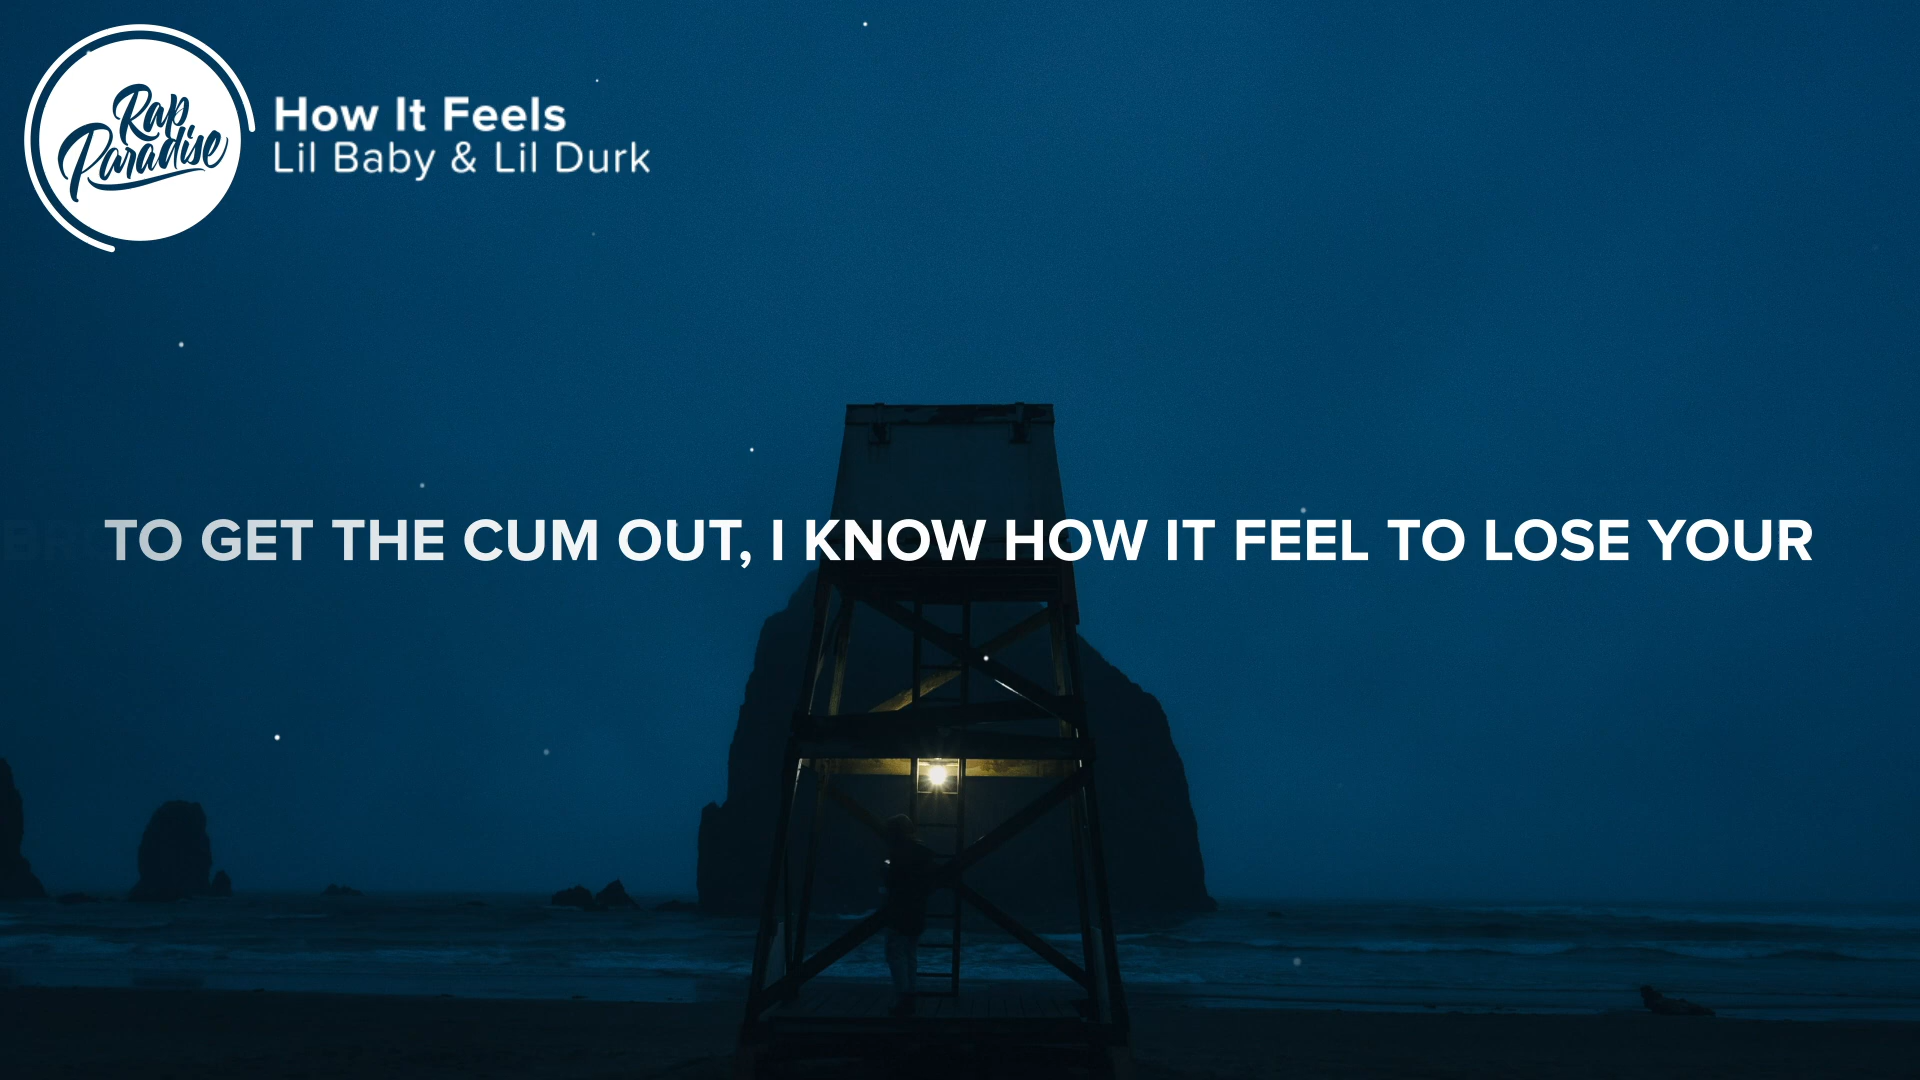 Rap
Paradise
How It Feels
Lil Baby & Lil Durk
TO GET THE CUM OUT, I KNOW HOW IT FEEL TO LOSE YOUR